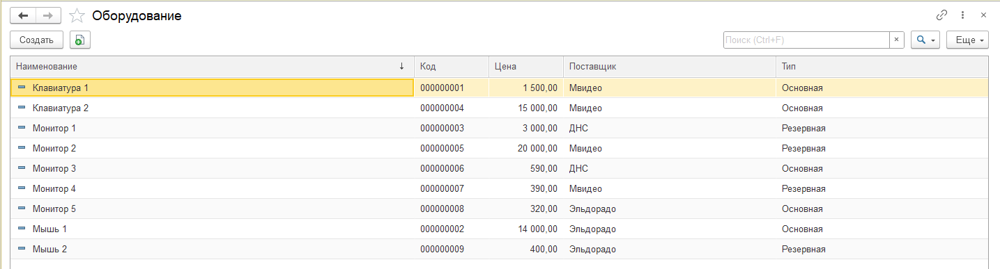 Оборудование
Создать Поиск (Ctrl+F) × Еще
Наименование ↓ Код Цена Поставщик Тип
Клавиатура 1 000000001 1 500,00 Мвидео Основная
Клавиатура 2 000000004 15 000,00 Мвидео Основная
Монитор 1 000000003 3 000,00 ДНС Резервная
Монитор 2 000000005 20 000,00 Мвидео Резервная
Монитор 3 000000006 590,00 ДНС Основная
Монитор 4 000000007 390,00 Мвидео Резервная
Монитор 5 000000008 320,00 Эльдорадо Основная
Мышь 1 000000002 14 000,00 Эльдорадо Основная
Мышь 2 000000009 400,00 Эльдорадо Резервная